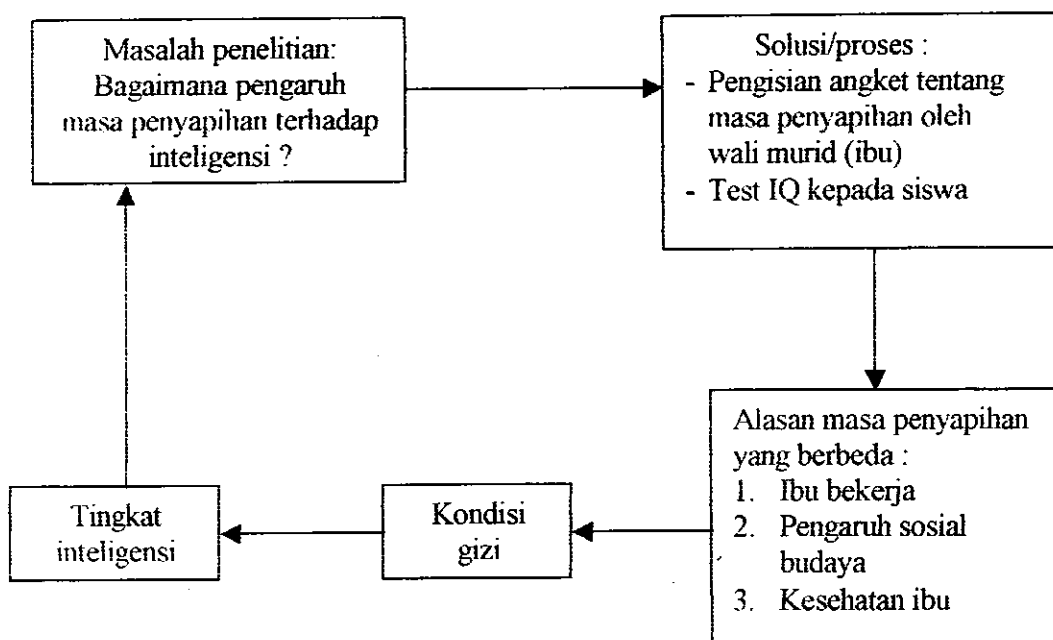 Masalah penelitian:
Bagaimana pengaruh
masa penyapihan terhadap
inteligensi ?
Solusi/proses :
- Pengisian angket tentang
masa penyapihan oleh
wali murid (ibu)
- Test IQ kepada siswa
Alasan masa penyapihan
yang berbeda :
1. Ibu bekerja
2. Pengaruh sosial
budaya
3. Kesehatan ibu
Kondisi
gizi
Tingkat
inteligensi